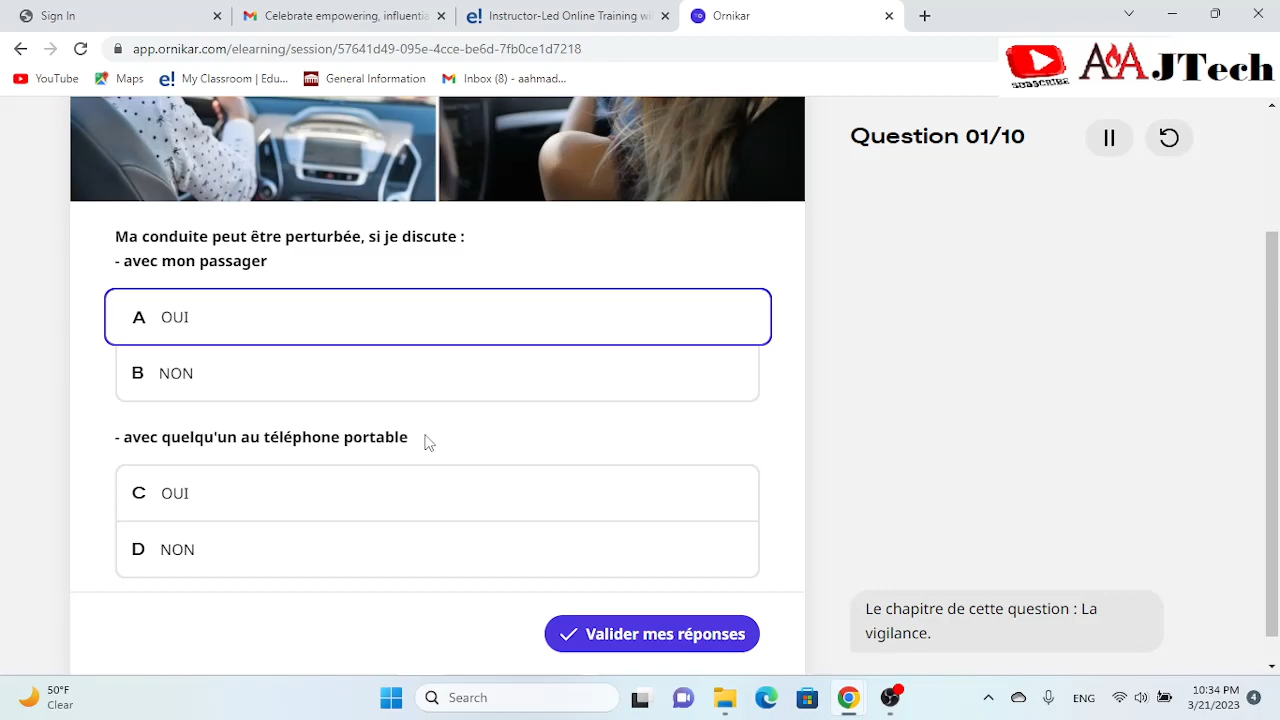 Sign In
Celebrate empowering, influenti
Instructor-Led Online Training wi
Ornikar
app.ornikar.com/elearning/session/57641d49-095e-4cce-be6d-7fb0ce1d7218
YouTube
Maps
My Classroom | Edu...
General Information
Inbox (8) - aahmad...
SUBSCRIBE
AAJTech
Question 01/10
Ma conduite peut être perturbée, si je discute :
- avec mon passager
A OUI
B NON
- avec quelqu'un au téléphone portable
C OUI
D NON
Valider mes réponses
Le chapitre de cette question : La
vigilance.
50°F
Clear
Search
ENG
10:34 PM
3/21/2023
4